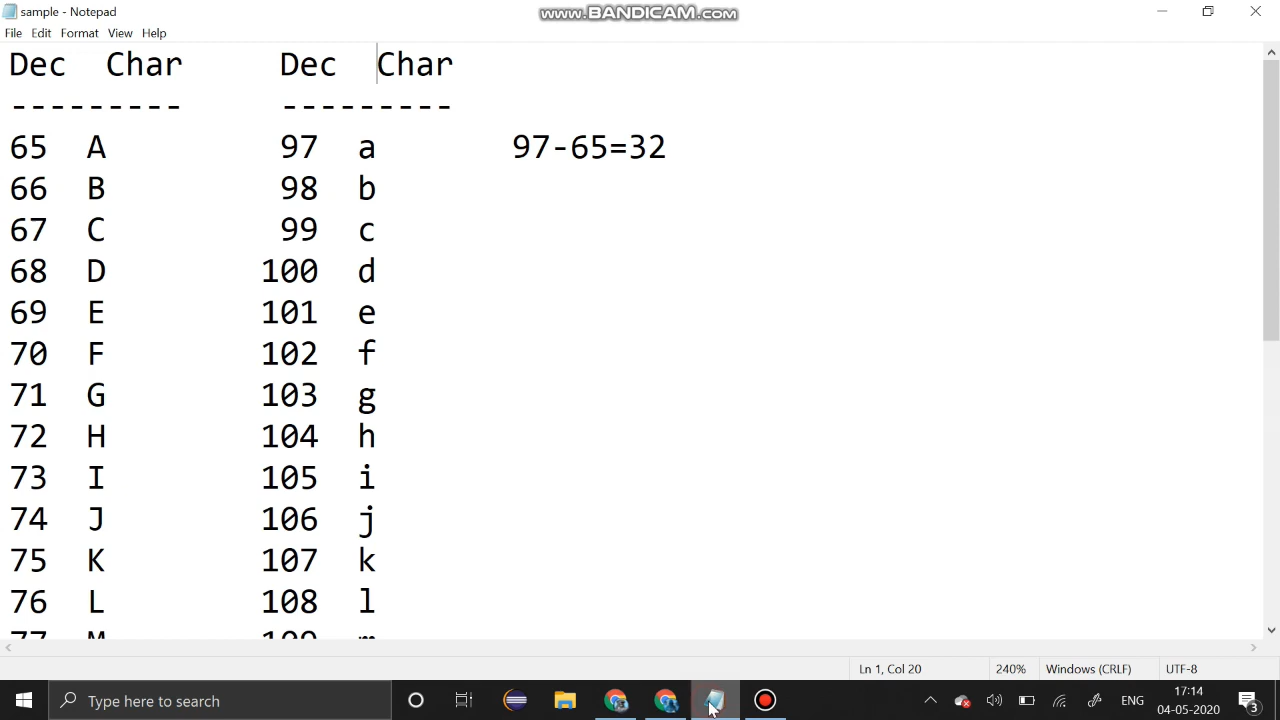 sample - Notepad
www.BANDICAM.com
File Edit Format View Help
Dec Char Dec Char
--------- ---------
65 A 97 a 97-65=32
66 B 98 b
67 C 99 c
68 D 100 d
69 E 101 e
70 F 102 f
71 G 103 g
72 H 104 h
73 I 105 i
74 J 106 j
75 K 107 k
76 L 108 l
77 M 109 m
Ln 1, Col 20 240% Windows (CRLF) UTF-8
Type here to search
ENG
17:14
04-05-2020
3